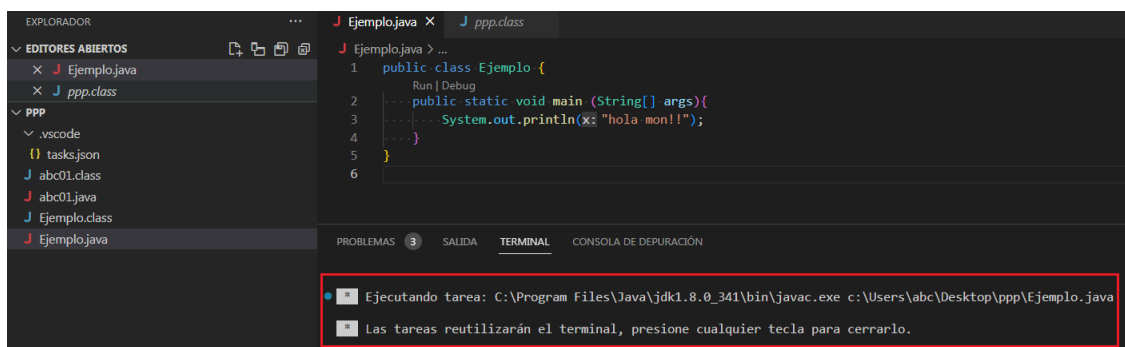 EXPLORADOR ...
EDITORES ABIERTOS
J Ejemplo.java
J ppp.class
PPP
.vscode
{} tasks.json
J abc01.class
J abc01.java
J Ejemplo.class
J Ejemplo.java
J Ejemplo.java × J ppp.class
J Ejemplo.java > ...
1 public class Ejemplo {
Run | Debug
2 public static void main (String[] args){
3 System.out.println(x: "hola mon!!");
4 }
5 }
6
PROBLEMAS 3 SALIDA TERMINAL CONSOLA DE DEPURACIÓN
* Ejecutando tarea: C:\Program Files\Java\jdk1.8.0_341\bin\javac.exe c:\Users\abc\Desktop\ppp\Ejemplo.java
* Las tareas reutilizarán el terminal, presione cualquier tecla para cerrarlo.